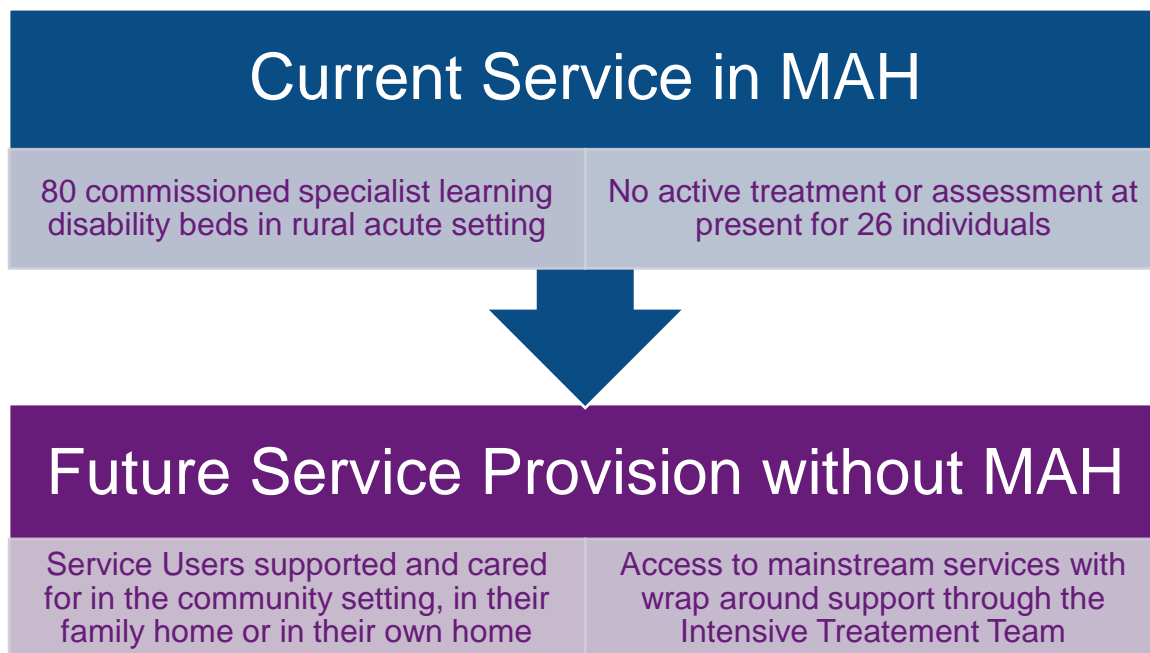 Current Service in MAH
80 commissioned specialist learning
disability beds in rural acute setting
No active treatment or assessment at
present for 26 individuals
Future Service Provision without MAH
Service Users supported and cared
for in the community setting, in their
family home or in their own home
Access to mainstream services with
wrap around support through the
Intensive Treatement Team